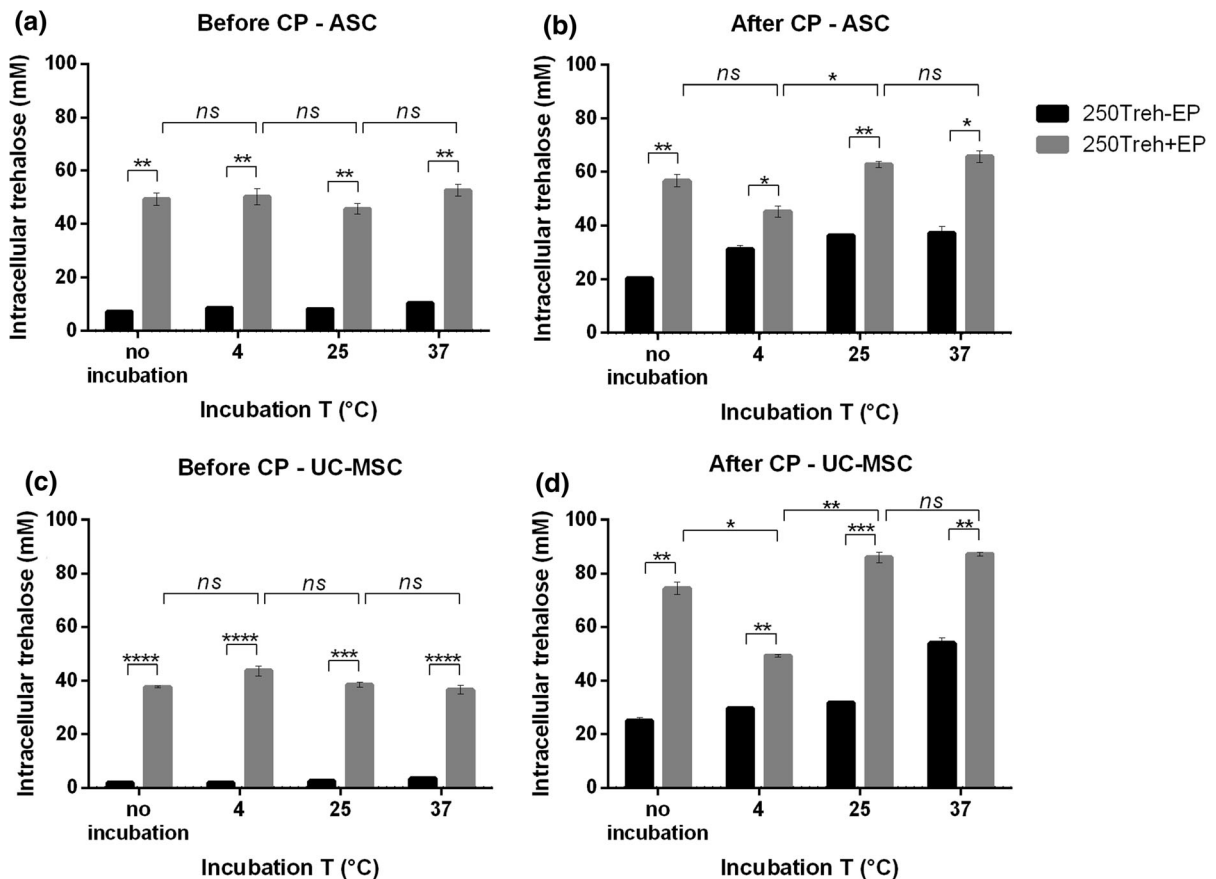 (a)
Before CP - ASC
Intracellular trehalose (mM)
100
80
60
40
20
0
ns
ns
ns
**
**
**
**
no incubation
4
25
37
Incubation T (°C)
(b)
After CP - ASC
Intracellular trehalose (mM)
100
80
60
40
20
0
ns
*
ns
**
*
**
*
no incubation
4
25
37
Incubation T (°C)
250Treh-EP
250Treh+EP
(c)
Before CP - UC-MSC
Intracellular trehalose (mM)
100
80
60
40
20
0
ns
ns
ns
****
****
***
****
no incubation
4
25
37
Incubation T (°C)
(d)
After CP - UC-MSC
Intracellular trehalose (mM)
100
80
60
40
20
0
*
**
ns
**
**
***
**
no incubation
4
25
37
Incubation T (°C)